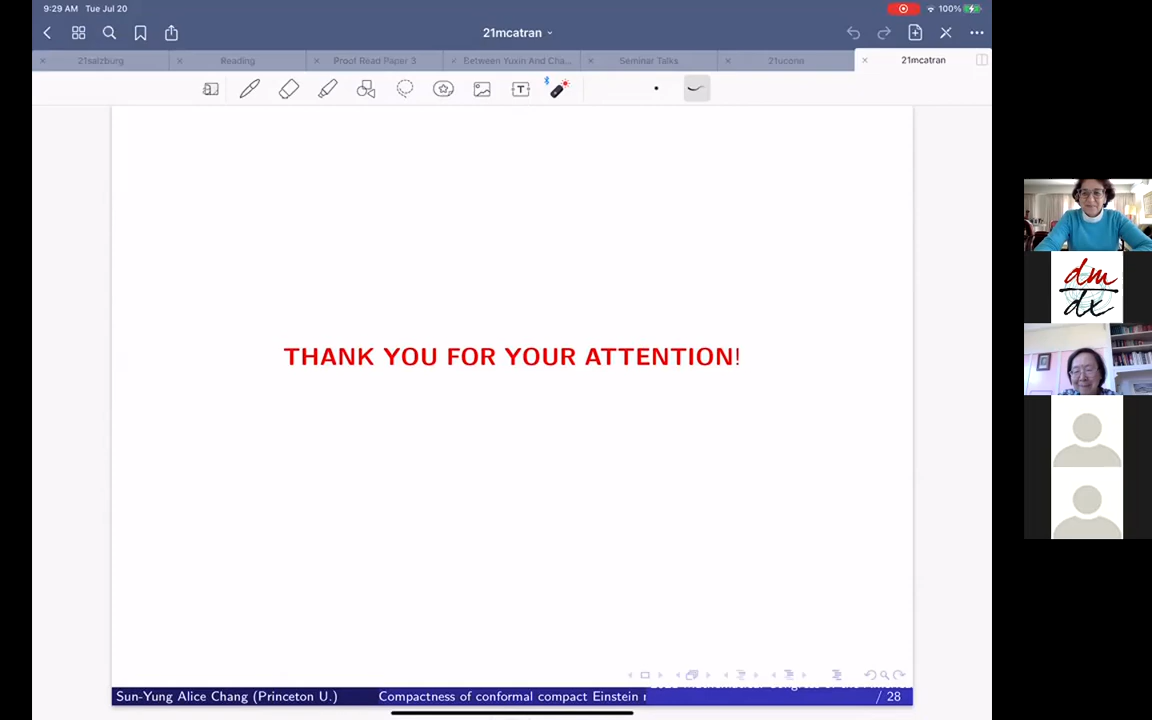 9:29 AM Tue Jul 20
100%
21mcatran
21salzburg
Reading
Proof Read Paper 3
Between Yuxin And Cha...
Seminar Talks
21uconn
21mcatran
T
dm
dx
THANK YOU FOR YOUR ATTENTION!
Sun-Yung Alice Chang (Princeton U.)
Compactness of conformal compact Einstein
/ 28